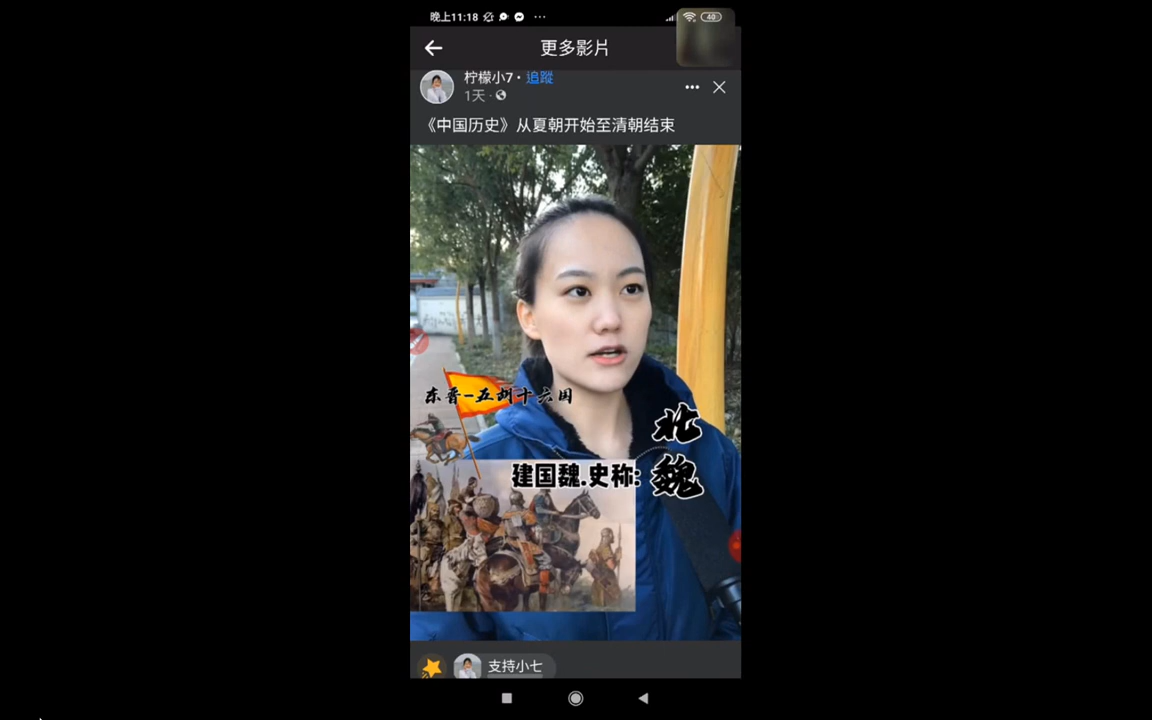 晚上11:18
40
更多影片
柠檬小7 · 追蹤
1天
《中国历史》从夏朝开始至清朝结束
东晋-五胡十六国
北魏
建国魏.史称:
支持小七